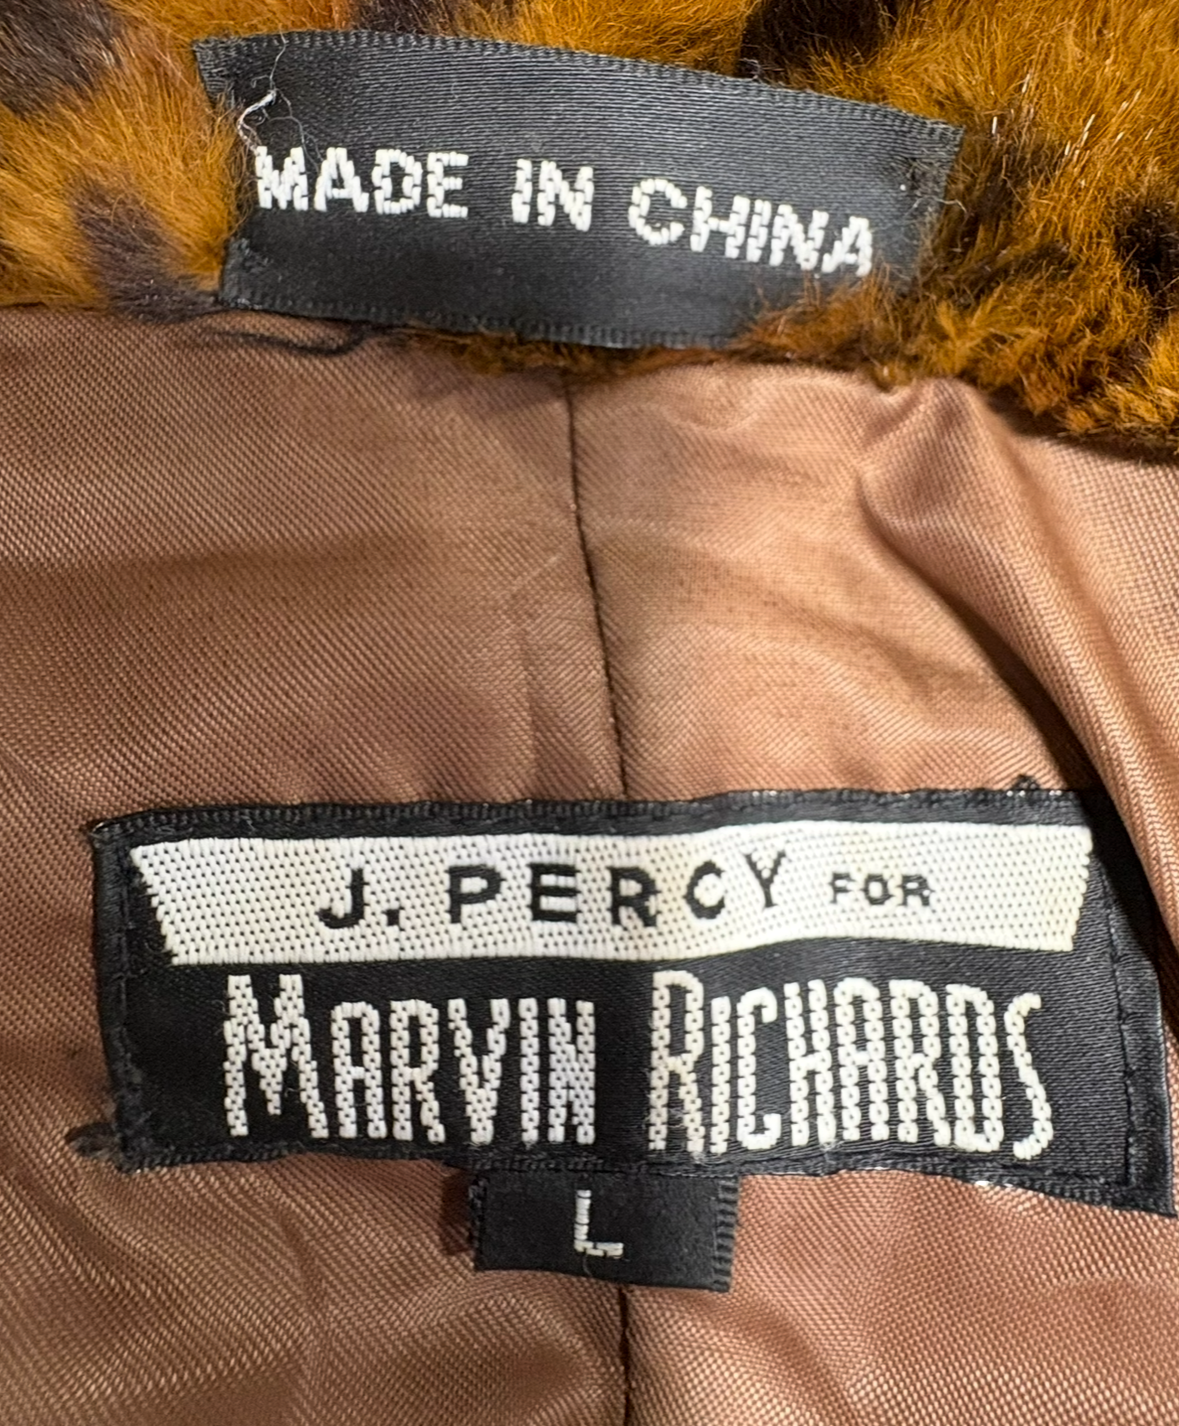 MADE IN CHINA
J. PERCY FOR
MARVIN RICHARDS
L